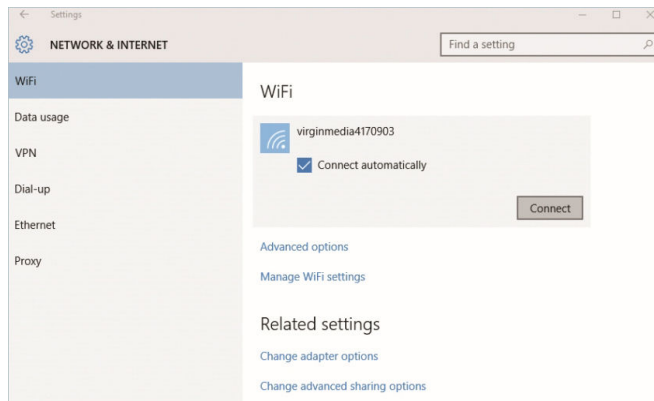 Settings
NETWORK & INTERNET
Find a setting
WiFi
Data usage
VPN
Dial-up
Ethernet
Proxy
WiFi
virginmedia4170903
Connect automatically
Connect
Advanced options
Manage WiFi settings
Related settings
Change adapter options
Change advanced sharing options